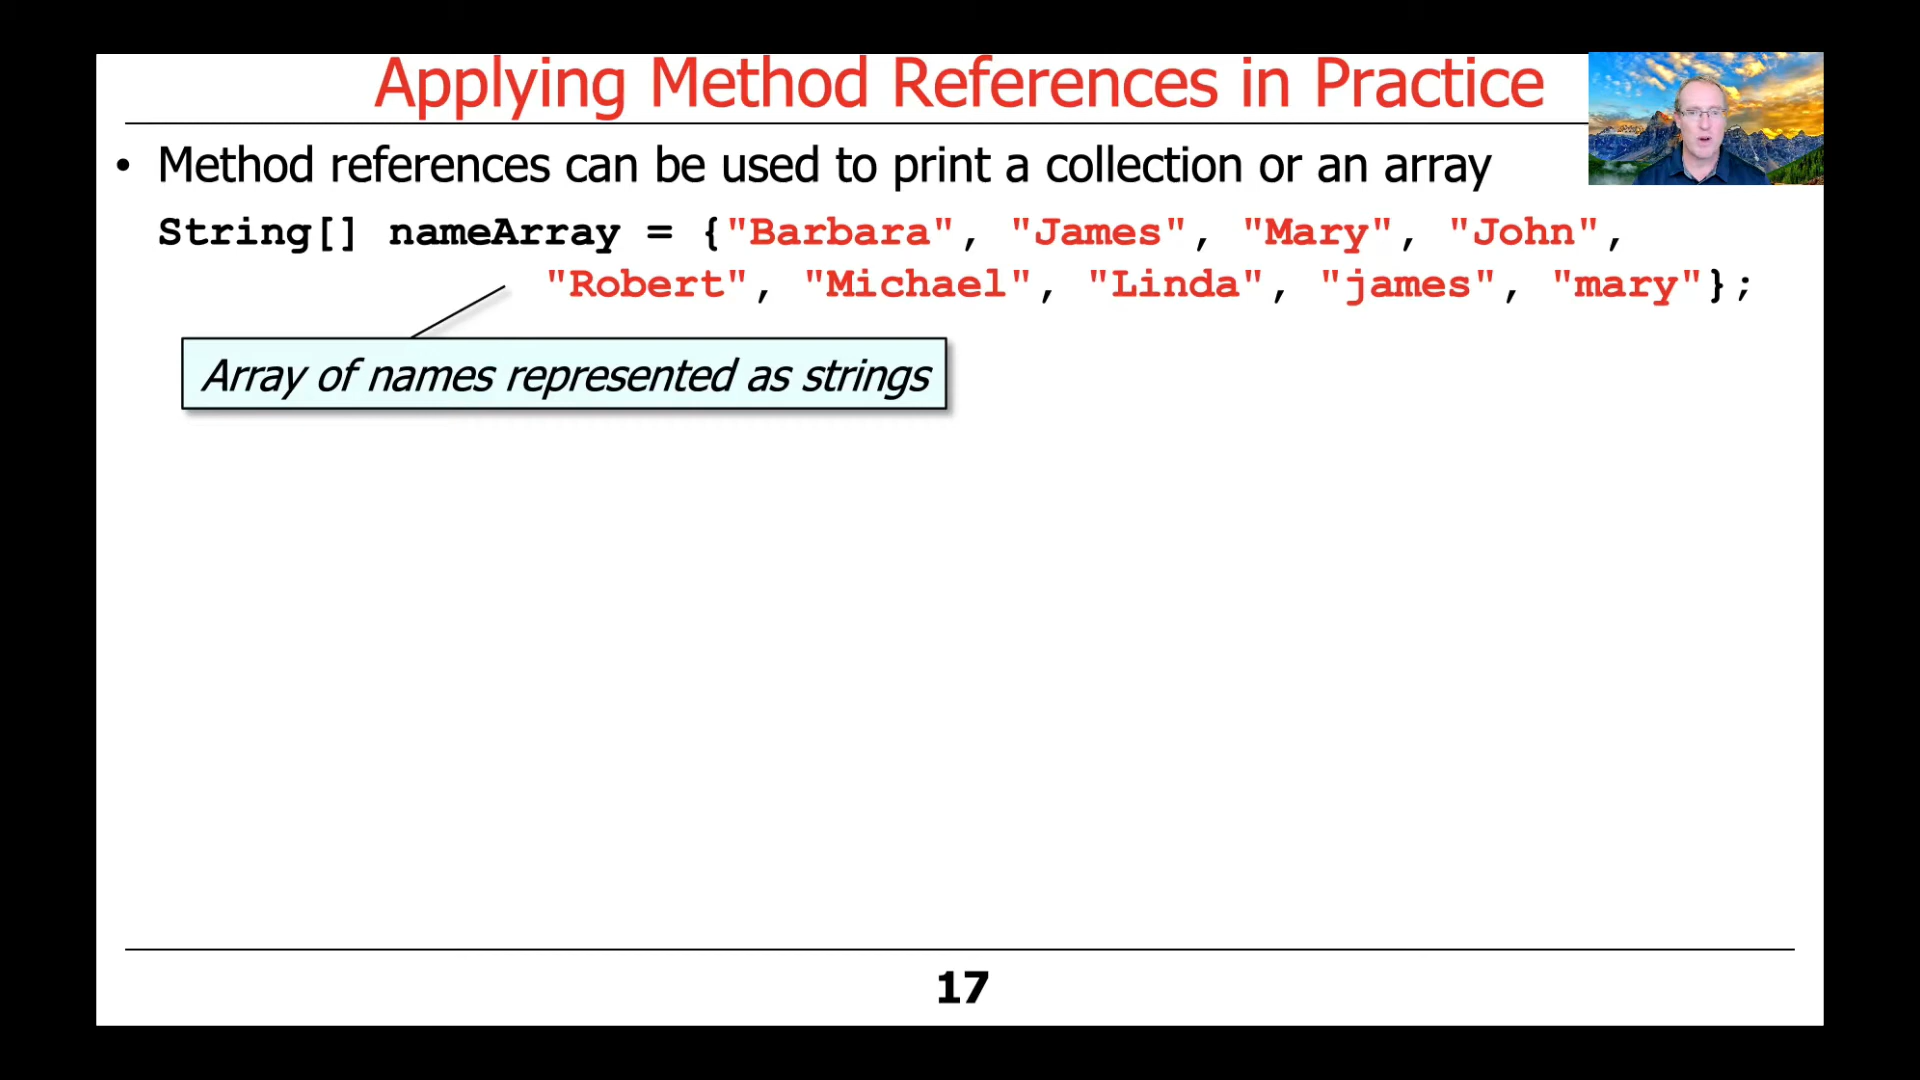 Applying Method References in Practice
• Method references can be used to print a collection or an array
String[] nameArray = {"Barbara", "James", "Mary", "John",
"Robert", "Michael", "Linda", "james", "mary"};
Array of names represented as strings
17